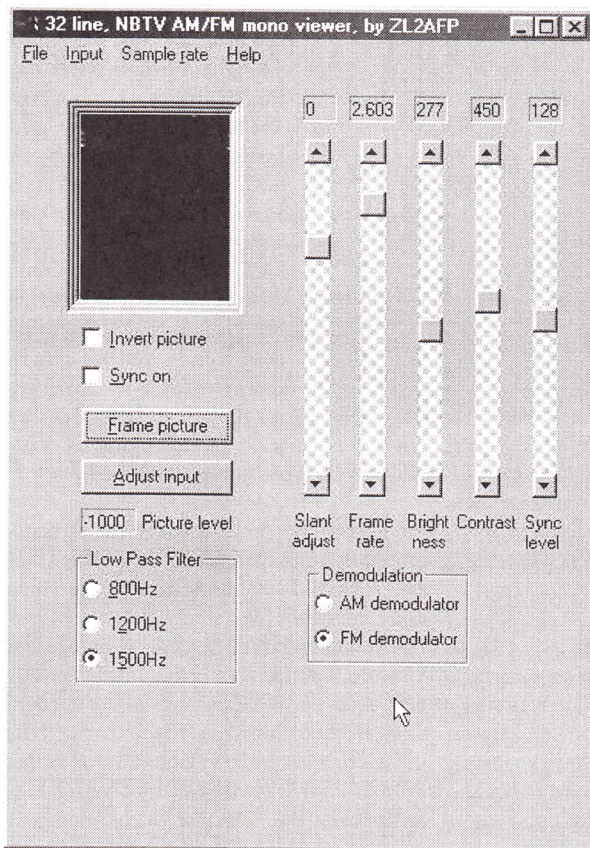 32 line, NBTV AM/FM mono viewer, by ZL2AFP
File Input Sample rate Help
0 2.603 277 450 128
Invert picture
Sync on
Frame picture
Adjust input
-1000 Picture level
Slant adjust
Frame rate
Bright ness
Contrast
Sync level
Low Pass Filter
800Hz
1200Hz
1500Hz
Demodulation
AM demodulator
FM demodulator